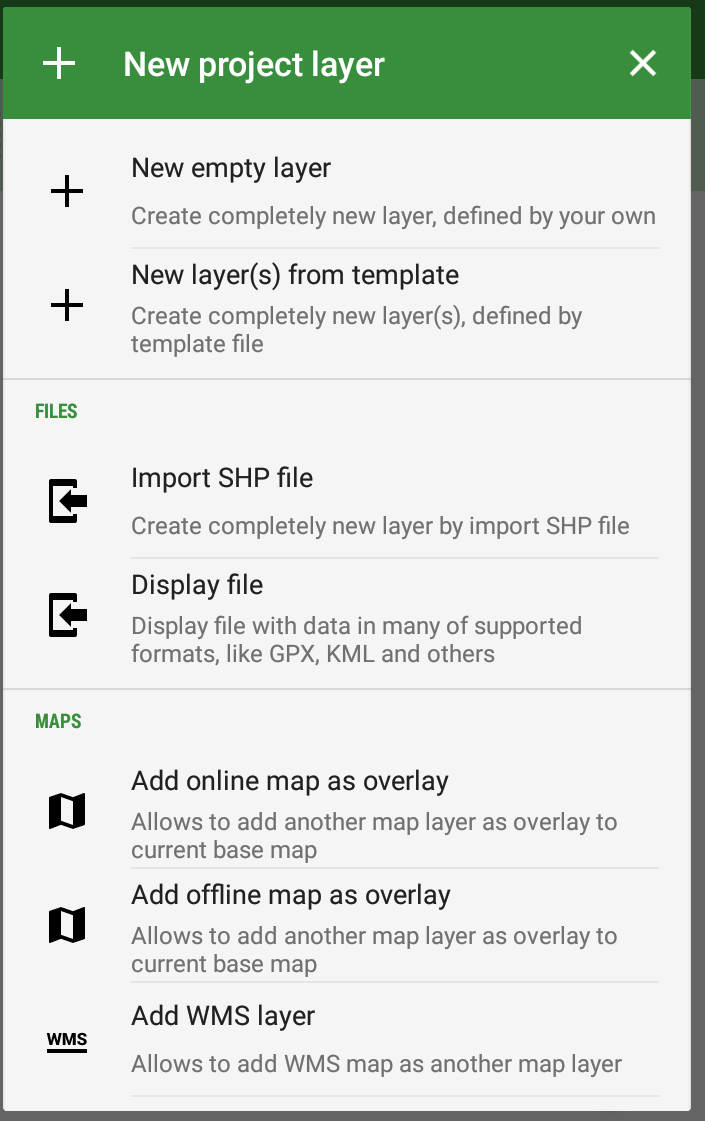 New project layer
New empty layer
Create completely new layer, defined by your own
New layer(s) from template
Create completely new layer(s), defined by
template file
FILES
Import SHP file
Create completely new layer by import SHP file
Display file
Display file with data in many of supported
formats, like GPX, KML and others
MAPS
Add online map as overlay
Allows to add another map layer as overlay to
current base map
Add offline map as overlay
Allows to add another map layer as overlay to
current base map
Add WMS layer
WMS
Allows to add WMS map as another map layer